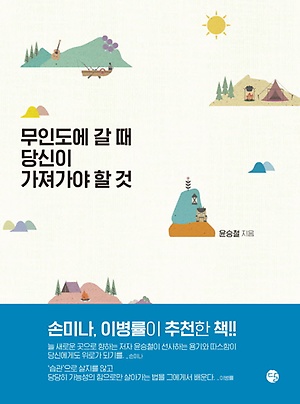 무인도에 갈 때
당신이
가져가야 할 것
윤승철 지음
손미나, 이병률이 추천한 책!!
늘 새로운 곳으로 향하는 저자 윤승철이 선사하는 용기와 따스함이
당신에게도 위로가 되기를. _손미나
'습관'으로 살지를 않고
당당히 가능성의 힘으로만 살아가는 법을 그에게서 배운다. _이병률